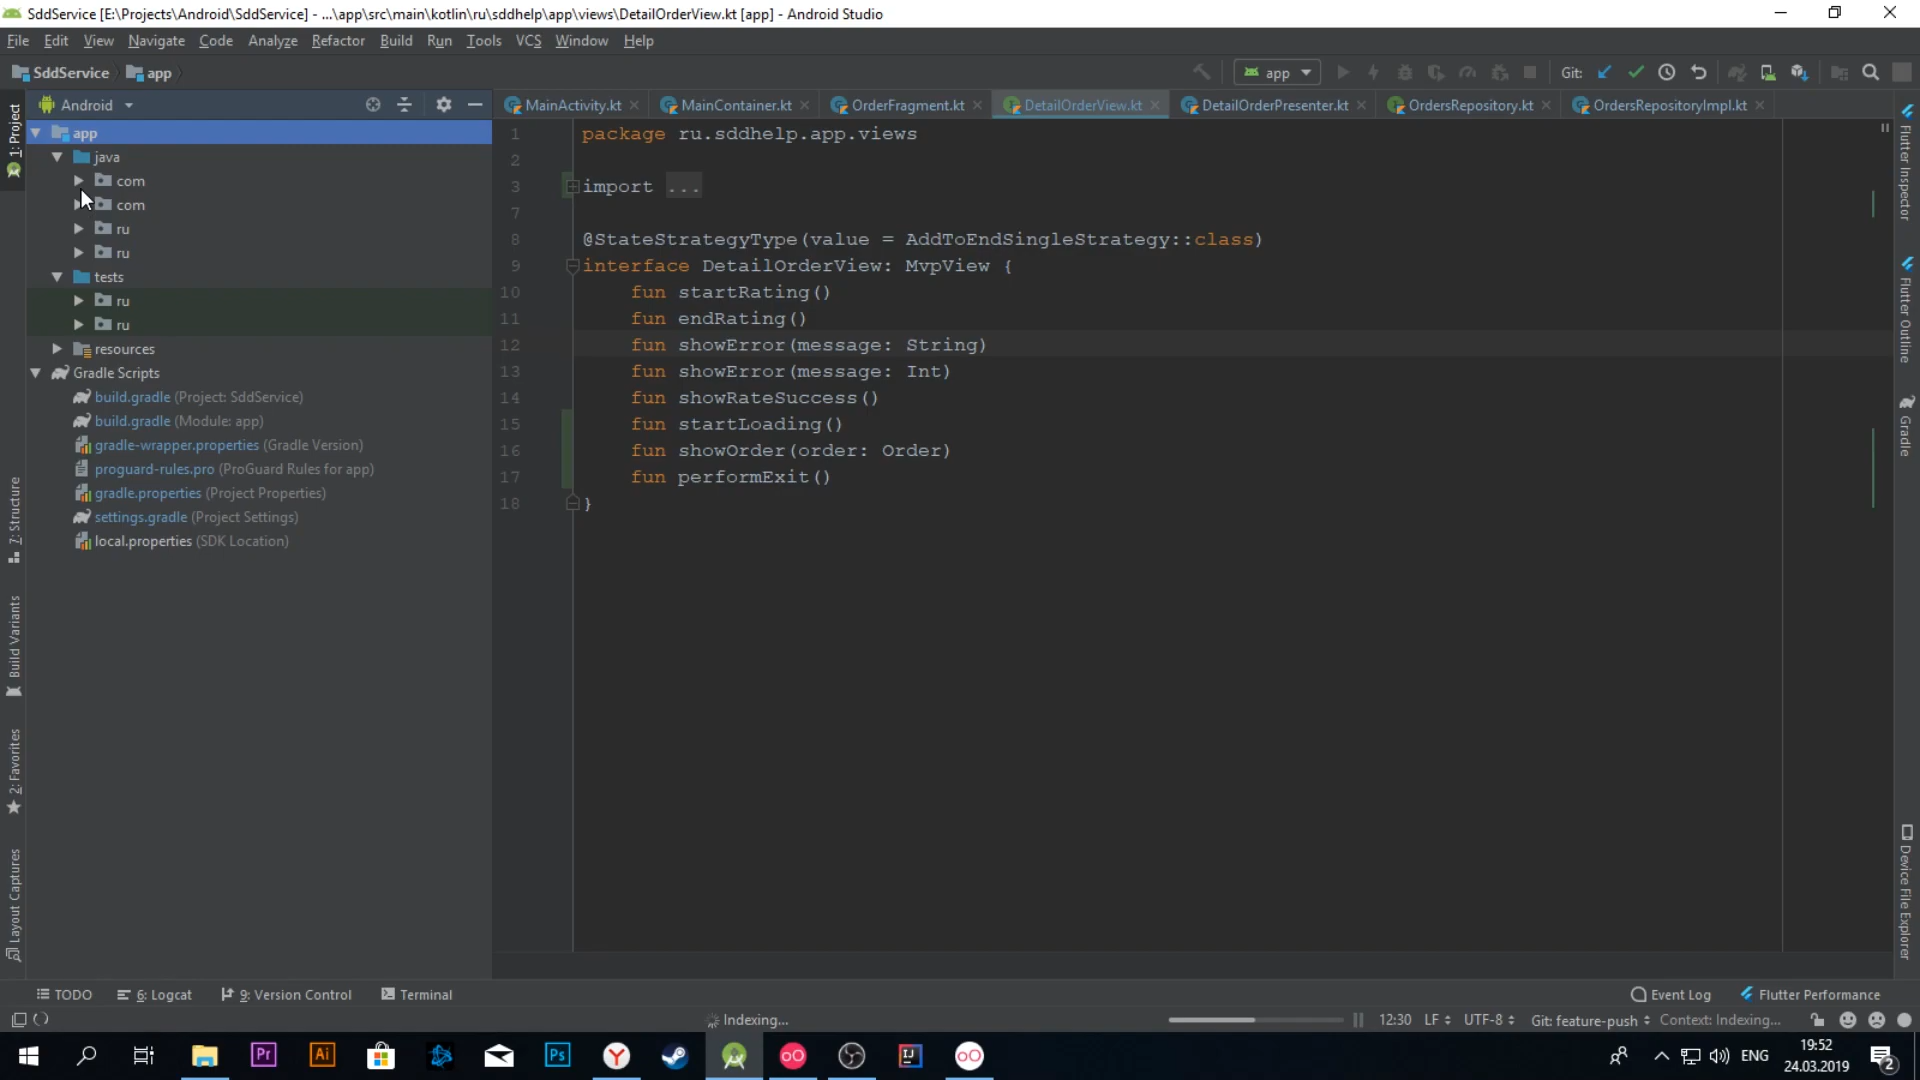 SddService [E:\Projects\Android\SddService] - ...\app\src\main\kotlin\ru\sddhelp\app\views\DetailOrderView.kt [app] - Android Studio
File Edit View Navigate Code Analyze Refactor Build Run Tools VCS Window Help
SddService app
app Git:
1: Project
7: Structure
Build Variants
2: Favorites
Layout Captures
Android
app
java
com
com
ru
ru
tests
ru
ru
resources
Gradle Scripts
build.gradle (Project: SddService)
build.gradle (Module: app)
gradle-wrapper.properties (Gradle Version)
proguard-rules.pro (ProGuard Rules for app)
gradle.properties (Project Properties)
settings.gradle (Project Settings)
local.properties (SDK Location)
MainActivity.kt MainContainer.kt OrderFragment.kt DetailOrderView.kt DetailOrderPresenter.kt OrdersRepository.kt OrdersRepositoryImpl.kt
1 package ru.sddhelp.app.views
2
3 import ...
7
8 @StateStrategyType(value = AddToEndSingleStrategy::class)
9 interface DetailOrderView: MvpView {
10 fun startRating()
11 fun endRating()
12 fun showError(message: String)
13 fun showError(message: Int)
14 fun showRateSuccess()
15 fun startLoading()
16 fun showOrder(order: Order)
17 fun performExit()
18 }
Flutter Inspector
Flutter Outline
Gradle
Device File Explorer
TODO 6: Logcat 9: Version Control Terminal Event Log Flutter Performance
Indexing... 12:30 LF UTF-8 Git: feature-push Context: Indexing...
Pr Ai Ps Y IJ ENG
19:52
24.03.2019
2